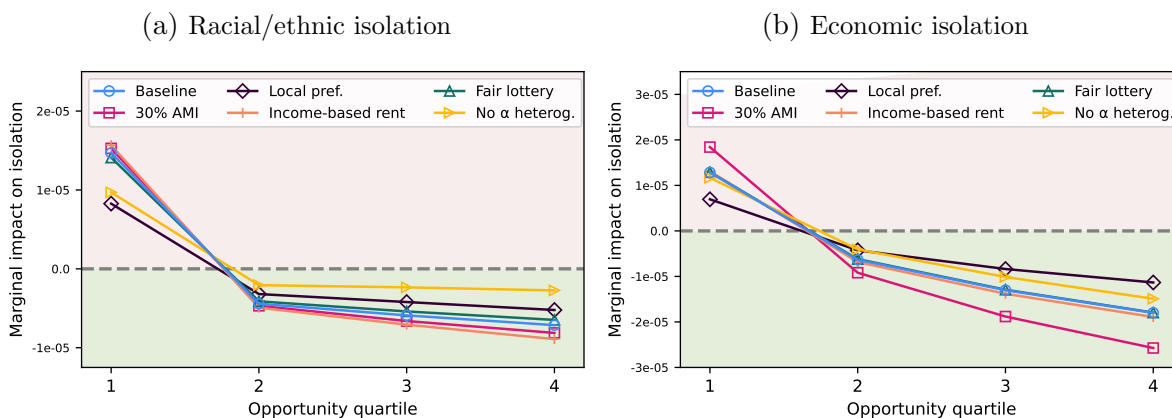 (a) Racial/ethnic isolation
Marginal impact on isolation
Baseline
30% AMI
Local pref.
Income-based rent
Fair lottery
No α heterog.
2e-05
1e-05
0.0
-1e-05
1 2 3 4
Opportunity quartile
(b) Economic isolation
Marginal impact on isolation
Baseline
30% AMI
Local pref.
Income-based rent
Fair lottery
No α heterog.
3e-05
2e-05
1e-05
0.0
-1e-05
-2e-05
-3e-05
1 2 3 4
Opportunity quartile